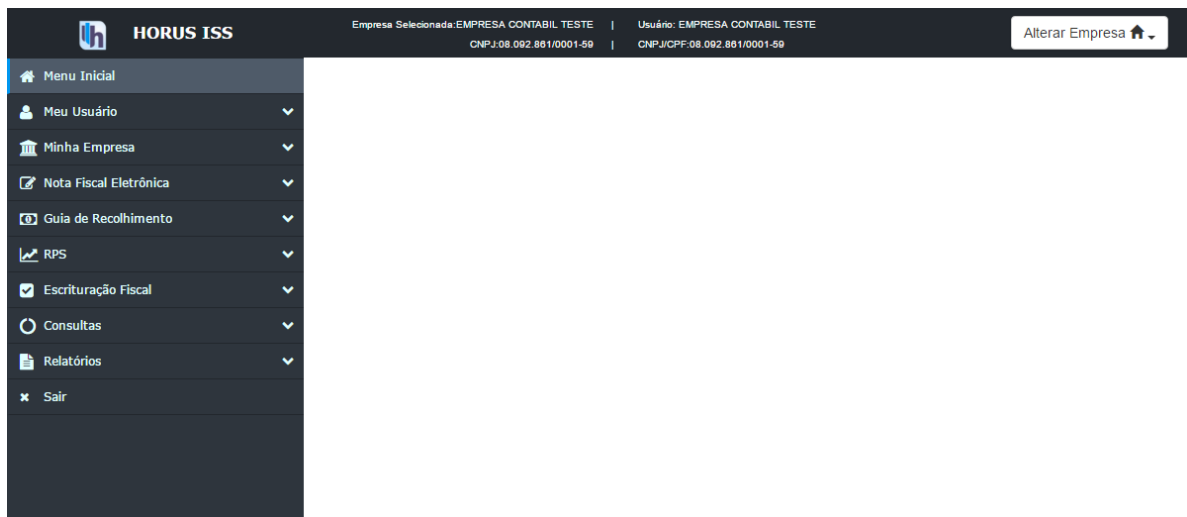 HORUS ISS
Empresa Selecionada:EMPRESA CONTABIL TESTE | Usuário: EMPRESA CONTABIL TESTE
CNPJ:08.092.861/0001-59 | CNPJ/CPF:08.092.861/0001-59
Alterar Empresa
Menu Inicial
Meu Usuário
Minha Empresa
Nota Fiscal Eletrônica
Guia de Recolhimento
RPS
Escrituração Fiscal
Consultas
Relatórios
Sair